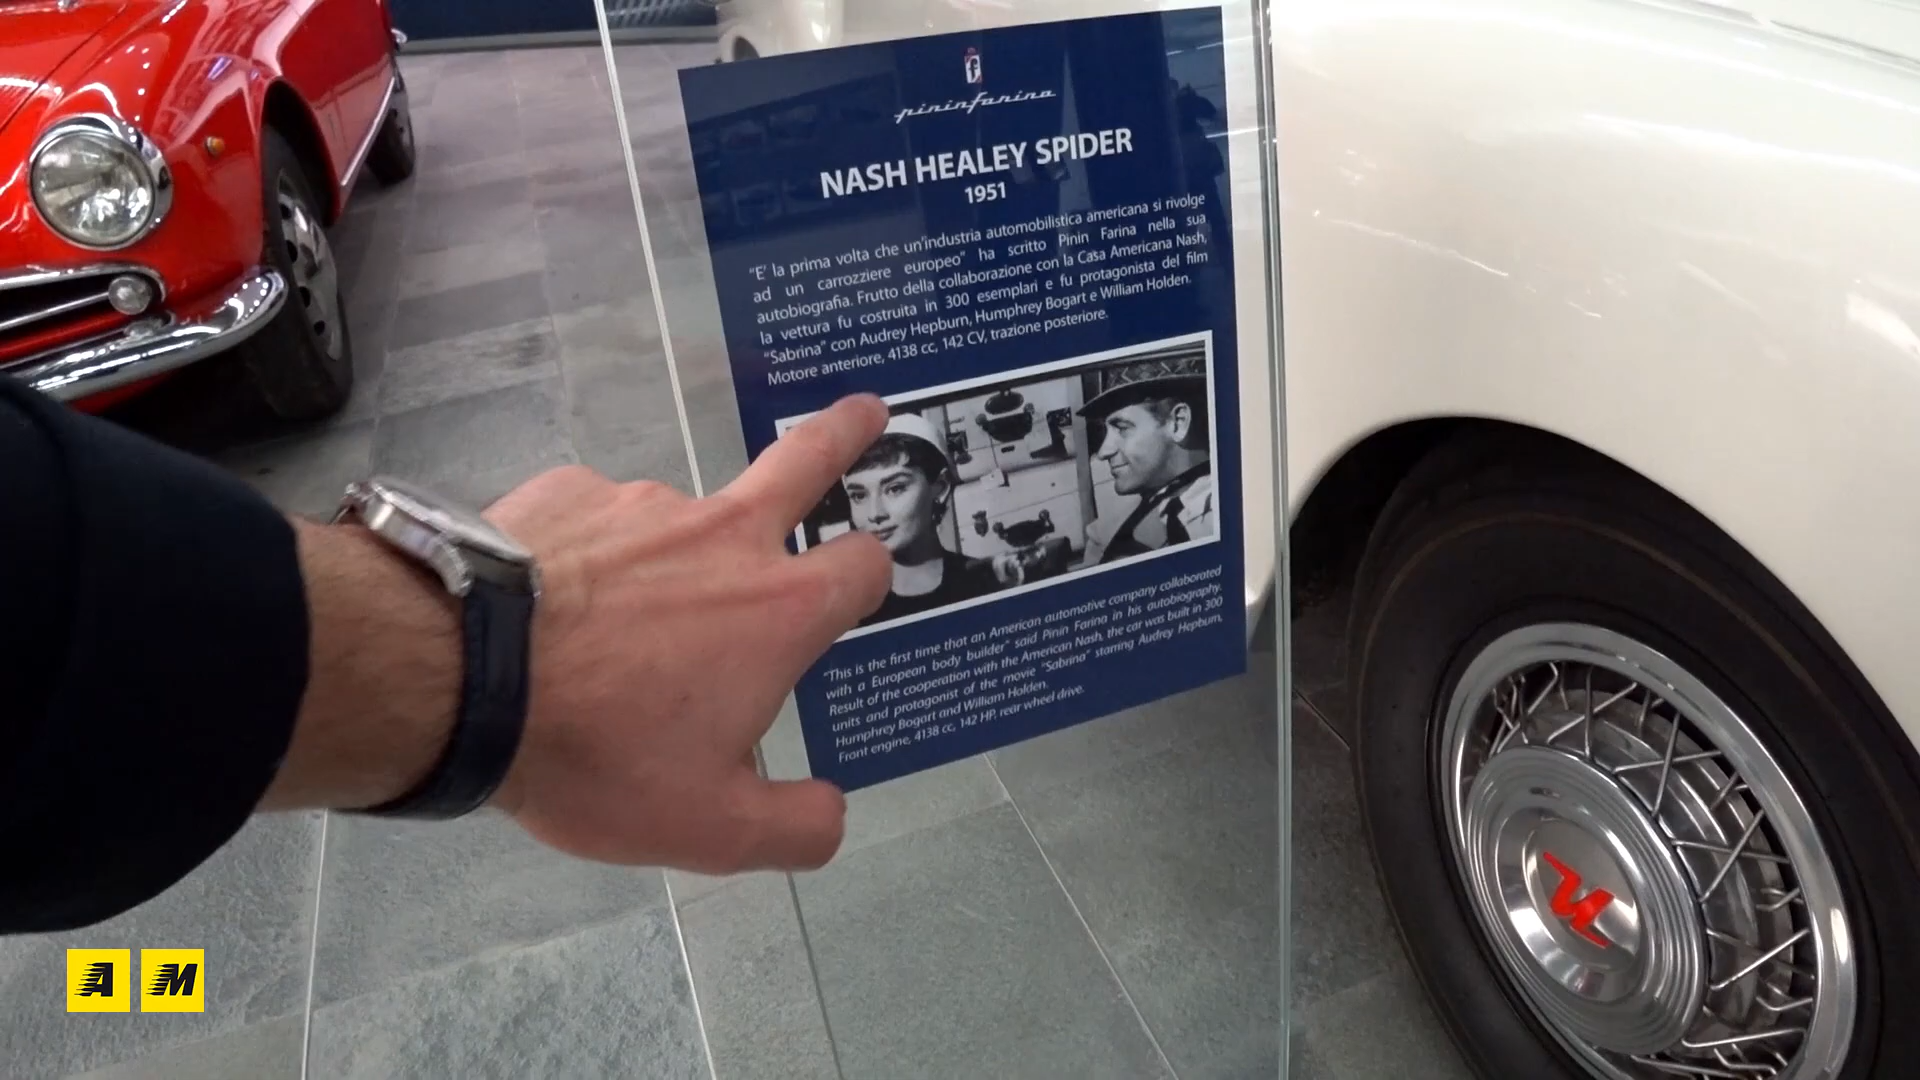 pininfarina
NASH HEALEY SPIDER
1951
"E' la prima volta che un'industria automobilistica americana si rivolge
ad un carrozziere europeo" ha scritto Pinin Farina nella sua
autobiografia. Frutto della collaborazione con la Casa Americana Nash,
la vettura fu costruita in 300 esemplari e fu protagonista del film
"Sabrina" con Audrey Hepburn, Humphrey Bogart e William Holden.
Motore anteriore, 4138 cc, 142 CV, trazione posteriore.
"This is the first time that an American automotive company collaborated
with a European body builder" said Pinin Farina in his autobiography.
Result of the cooperation with the American Nash, the car was built in 300
units and protagonist of the movie "Sabrina" starring Audrey Hepburn,
Humphrey Bogart and William Holden.
Front engine, 4138 cc, 142 HP, rear wheel drive.
N
A M